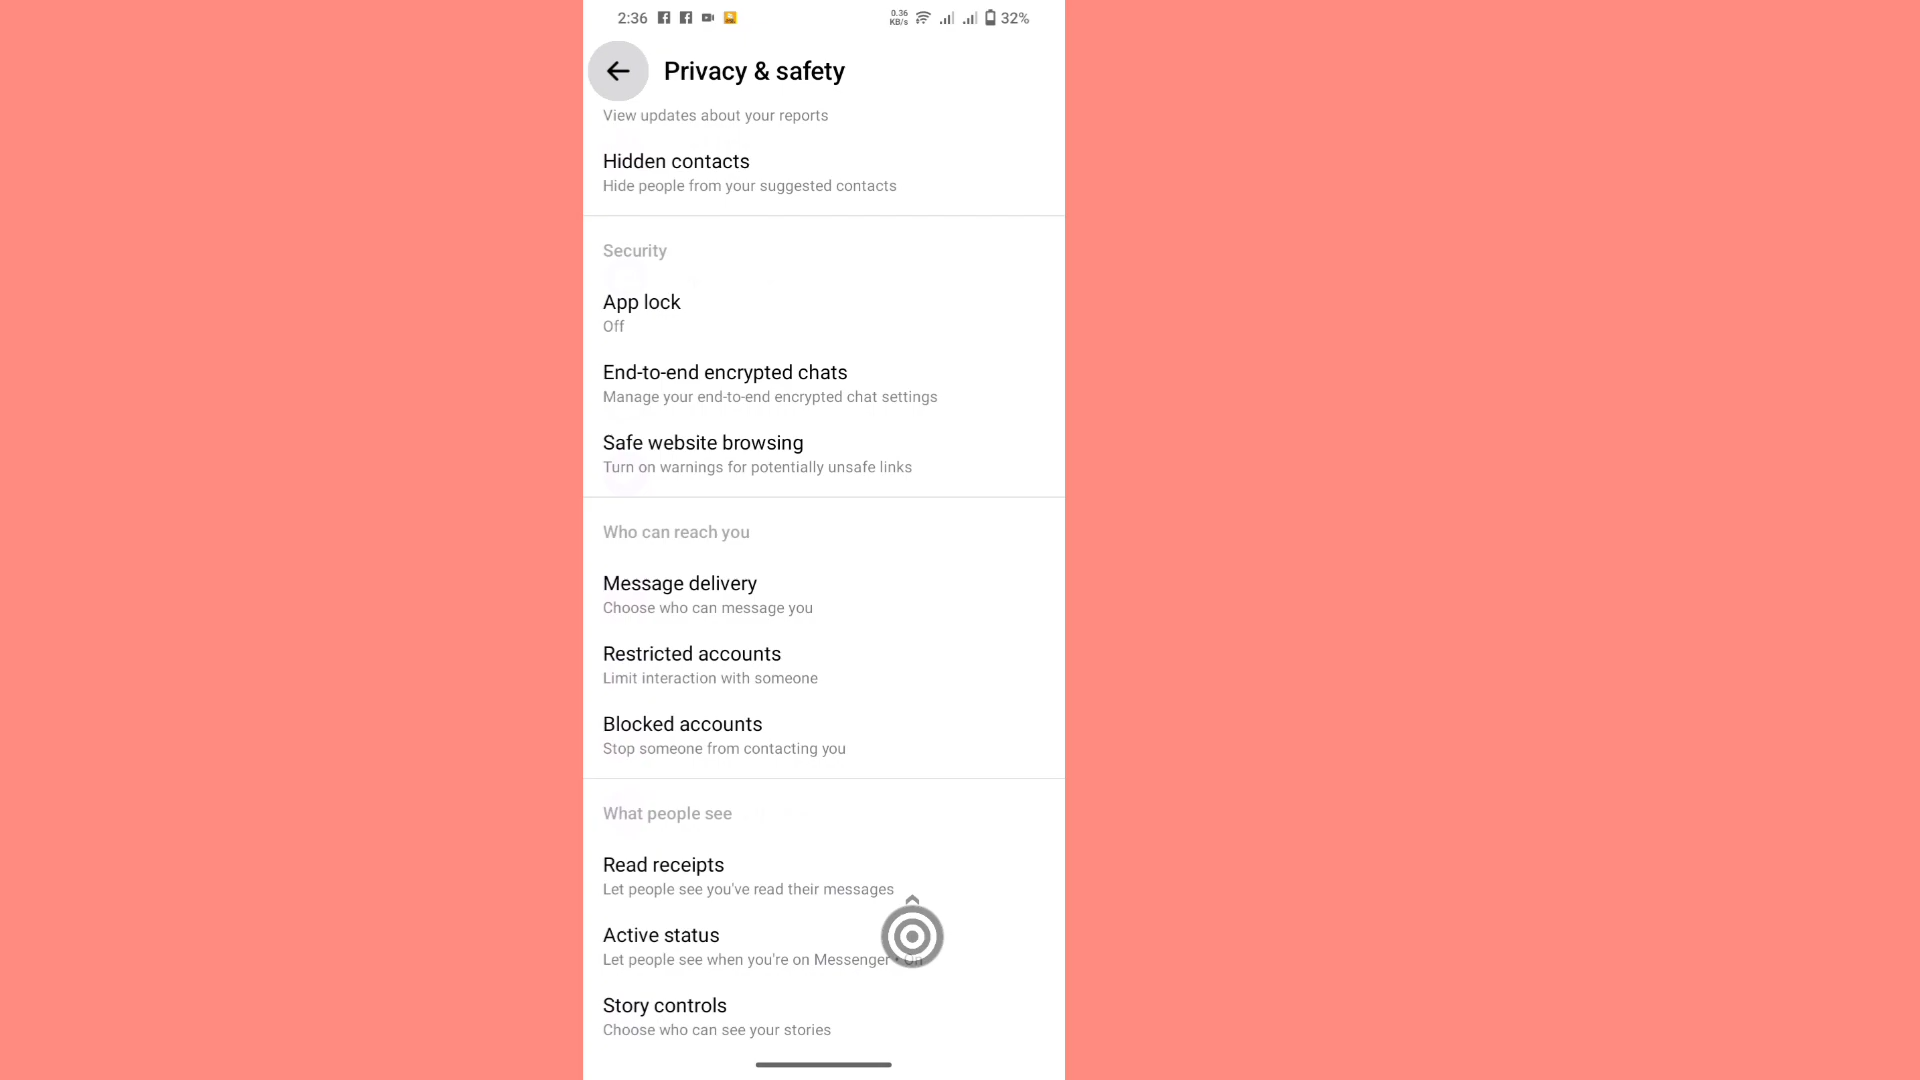 2:36
0.36
KB/s
32%
Privacy & safety
View updates about your reports
Hidden contacts
Hide people from your suggested contacts
Security
App lock
Off
End-to-end encrypted chats
Manage your end-to-end encrypted chat settings
Safe website browsing
Turn on warnings for potentially unsafe links
Who can reach you
Message delivery
Choose who can message you
Restricted accounts
Limit interaction with someone
Blocked accounts
Stop someone from contacting you
What people see
Read receipts
Let people see you've read their messages
Active status
Let people see when you're on Messenger • On
Story controls
Choose who can see your stories